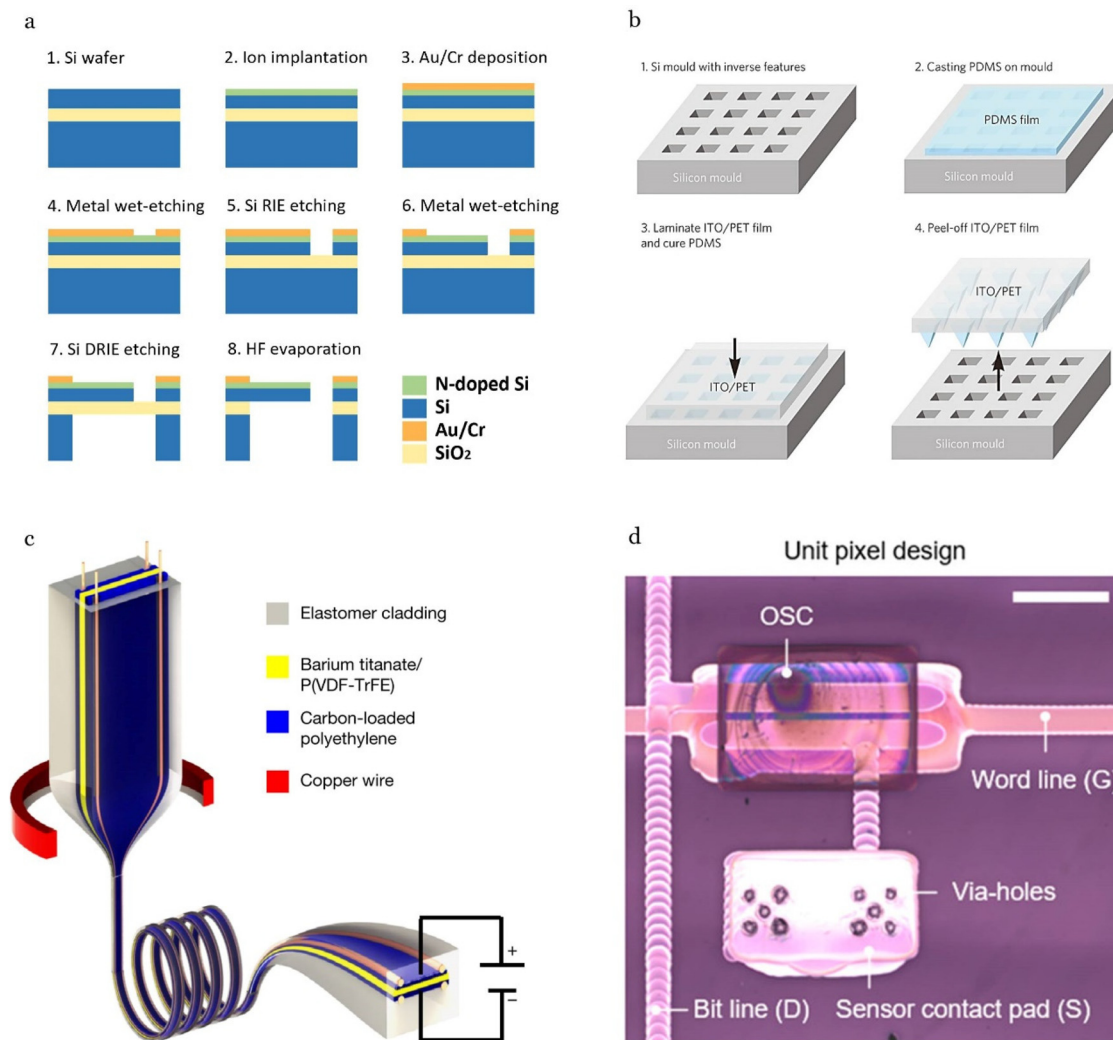 a
1. Si wafer
2. Ion implantation
3. Au/Cr deposition
4. Metal wet-etching
5. Si RIE etching
6. Metal wet-etching
7. Si DRIE etching
8. HF evaporation
N-doped Si
Si
Au/Cr
SiO₂
b
1. Si mould with inverse features
Silicon mould
2. Casting PDMS on mould
PDMS film
Silicon mould
3. Laminate ITO/PET film
and cure PDMS
ITO/PET
Silicon mould
4. Peel-off ITO/PET film
ITO/PET
Silicon mould
c
Elastomer cladding
Barium titanate/
P(VDF-TrFE)
Carbon-loaded
polyethylene
Copper wire
+
−
d
Unit pixel design
OSC
Word line (G)
Via-holes
Bit line (D)
Sensor contact pad (S)